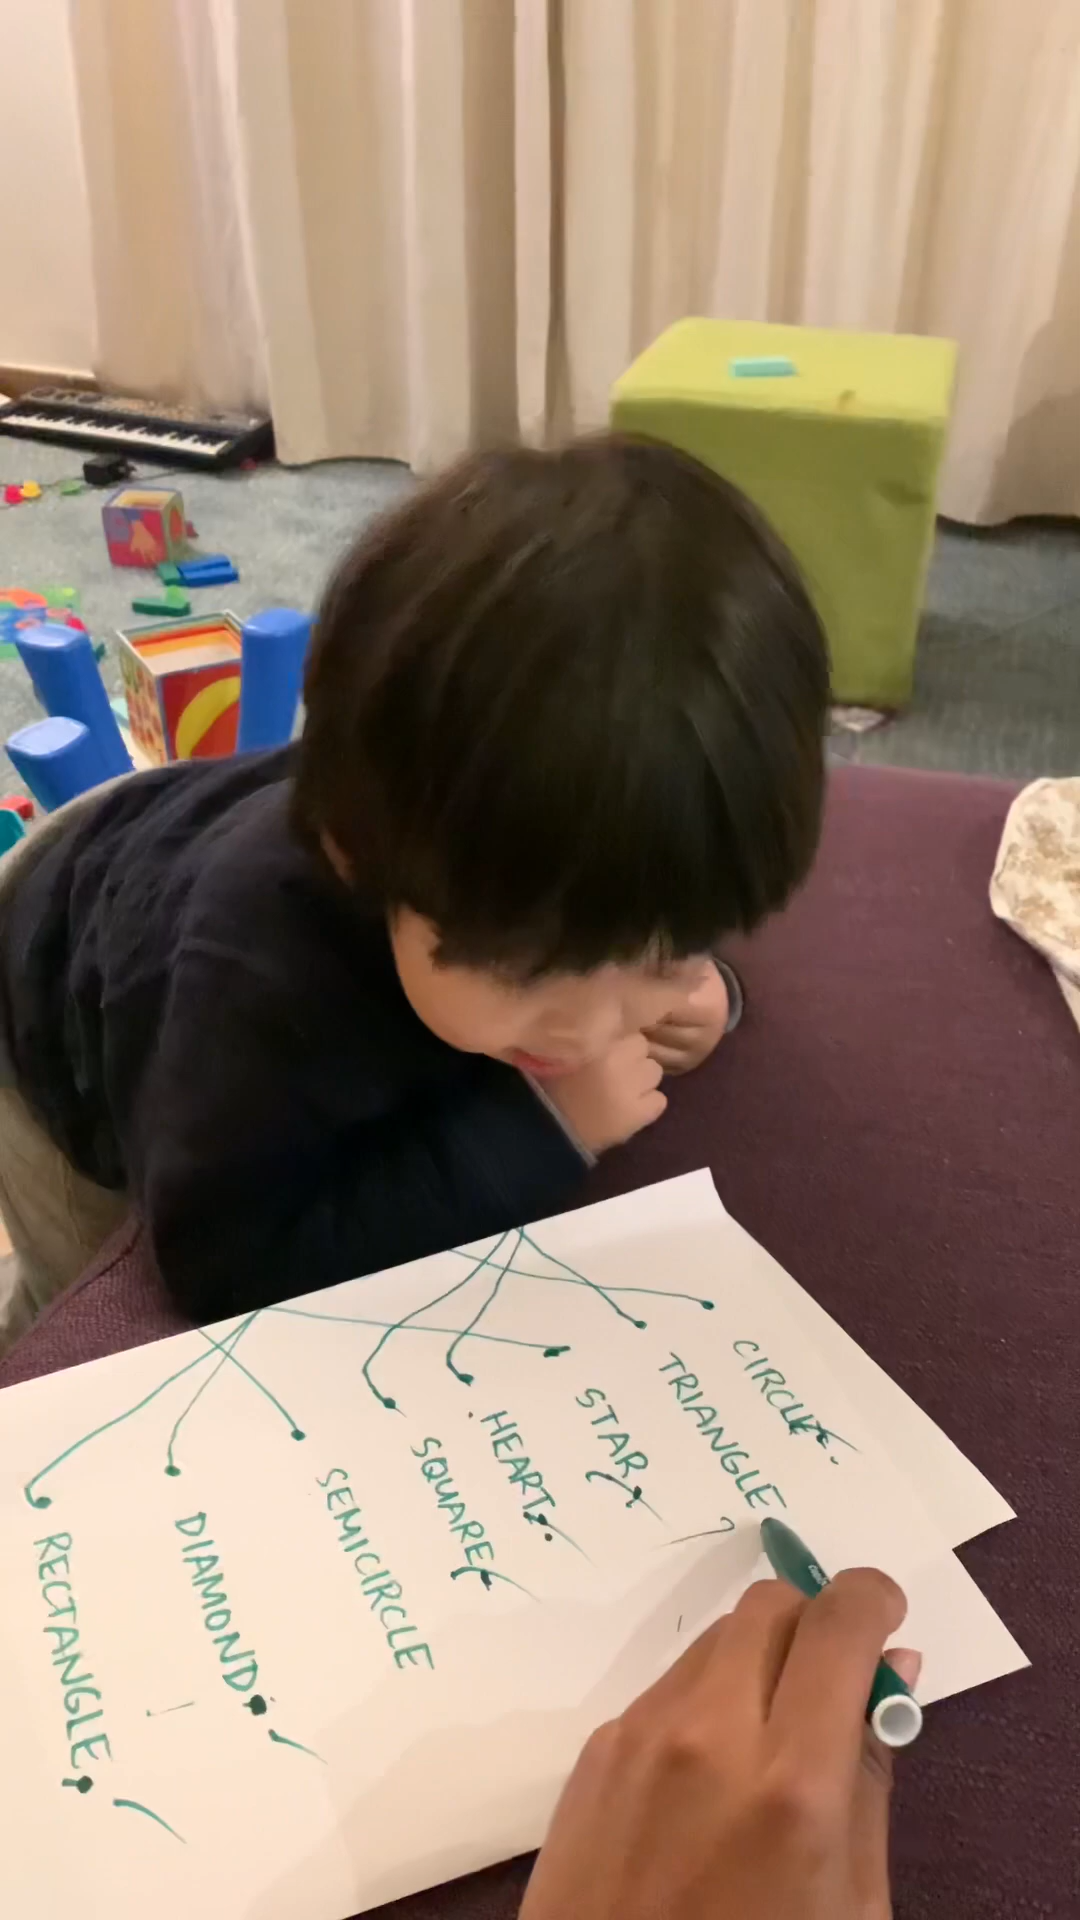 CIRCLE
TRIANGLE
STAR
HEART
SQUARE
SEMICIRCLE
DIAMOND
RECTANGLE